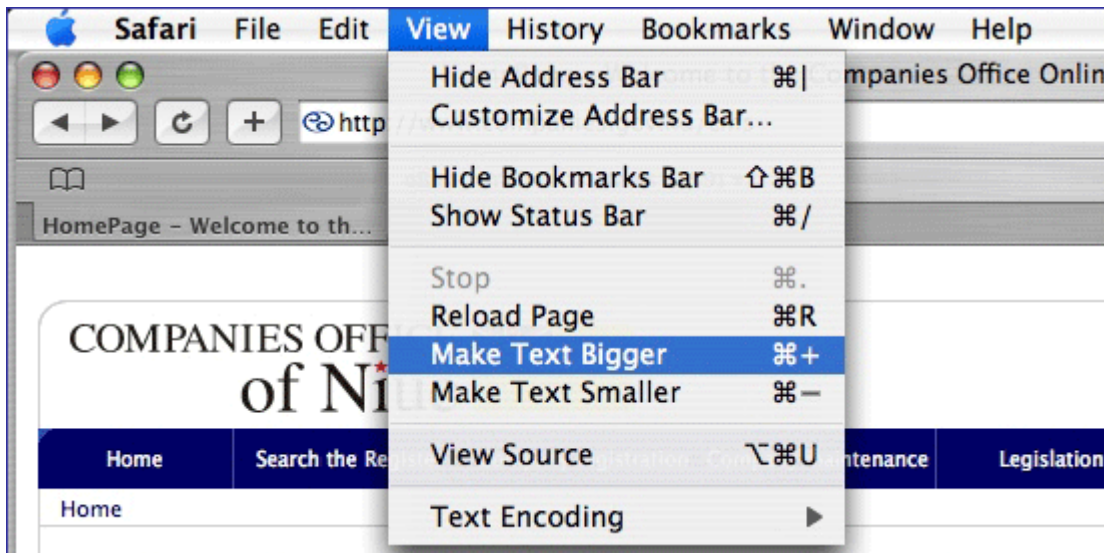 Safari File Edit View History Bookmarks Window Help
Hide Address Bar ⌘|
Companies Office Onlin
Customize Address Bar...
http
Hide Bookmarks Bar ⇧⌘B
Show Status Bar ⌘/
HomePage – Welcome to th...
Stop ⌘.
Reload Page ⌘R
Make Text Bigger ⌘+
Make Text Smaller ⌘–
COMPANIES OFF
of Niue
View Source ⌥⌘U
Home Search the Re ntenance Legislation
Home
Text Encoding ▶